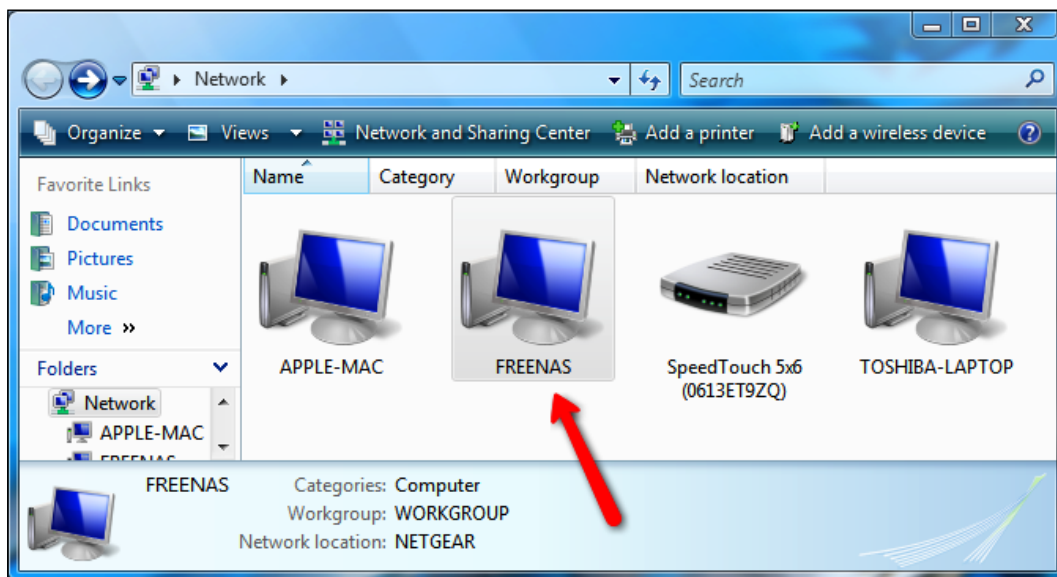 Network
Search
Organize Views Network and Sharing Center Add a printer Add a wireless device
Favorite Links
Documents
Pictures
Music
More »
Folders
Network
APPLE-MAC
FREENAS
Name Category Workgroup Network location
APPLE-MAC FREENAS SpeedTouch 5x6 TOSHIBA-LAPTOP
(0613ET9ZQ)
FREENAS Categories: Computer
Workgroup: WORKGROUP
Network location: NETGEAR